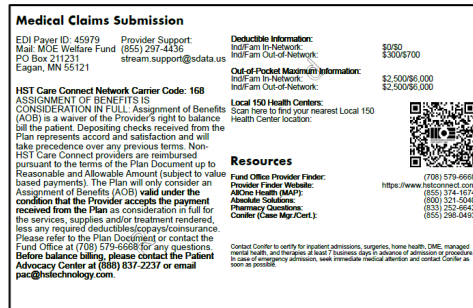 Medical Claims Submission
EDI Payer ID: 45979 Provider Support:
Mail: MOE Welfare Fund (855) 297-4436
PO Box 211231 stream.support@sdata.us
Eagan, MN 55121
HST Care Connect Network Carrier Code: 168
ASSIGNMENT OF BENEFITS IS
CONSIDERATION IN FULL: Assignment of Benefits
(AOB) is a waiver of the Provider's right to balance
bill the patient. Depositing checks received from the
Plan represents accord and satisfaction and will
take precedence over any previous terms. Non-
HST Care Connect providers are reimbursed
pursuant to the terms of the Plan Document up to
Reasonable and Allowable Amount (subject to value
based payments). The Plan will only consider an
Assignment of Benefits (AOB) valid under the
condition that the Provider accepts the payment
received from the Plan as consideration in full for
the services, supplies and/or treatment rendered,
less any required deductibles/copays/coinsurance.
Please refer to the Plan Document or contact the
Fund Office at (708) 579-6668 for any questions.
Before balance billing, please contact the Patient
Advocacy Center at (888) 837-2237 or email
pac@hstechnology.com.
Deductible Information:
Ind/Fam In-Network: $0/$0
Ind/Fam Out-of-Network: $300/$700
Out-of-Pocket Maximum Information:
Ind/Fam In-Network: $2,500/$6,000
Ind/Fam Out-of-Network: $2,500/$6,000
Local 150 Health Centers:
Scan here to find your nearest Local 150
Health Center location:
Resources
Fund Office Provider Finder: (708) 579-666
Provider Finder Website: https://www.hstconnect.con
AllOne Health (MAP): (855) 374-167
Absolute Solutions: (800) 321-504
Pharmacy Questions: (833) 252-664
Conifer (Case Mgr./Cert.): (855) 298-049
Contact Conifer to certify for inpatient admissions, surgeries, home health, DME, managed
mental health, and therapies at least 7 business days in advance of admission or procedure.
In case of emergency admission, seek immediate medical attention and contact Conifer as
soon as possible.